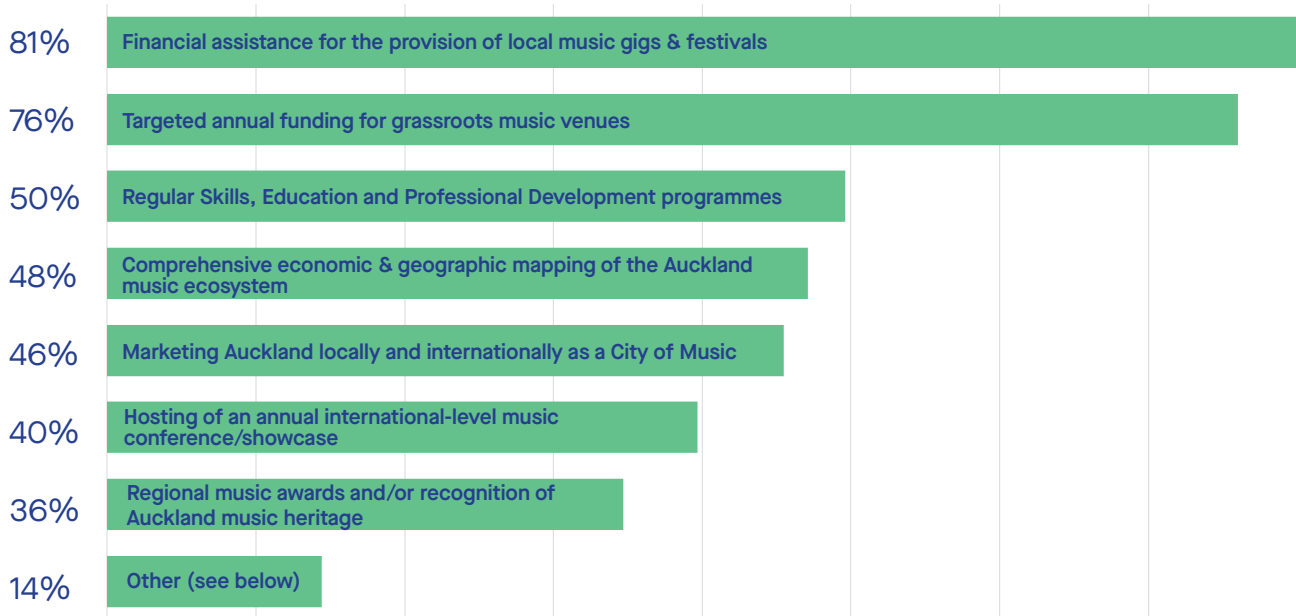 81%
Financial assistance for the provision of local music gigs & festivals
76%
Targeted annual funding for grassroots music venues
50%
Regular Skills, Education and Professional Development programmes
48%
Comprehensive economic & geographic mapping of the Auckland
music ecosystem
46%
Marketing Auckland locally and internationally as a City of Music
40%
Hosting of an annual international-level music
conference/showcase
36%
Regional music awards and/or recognition of
Auckland music heritage
14%
Other (see below)